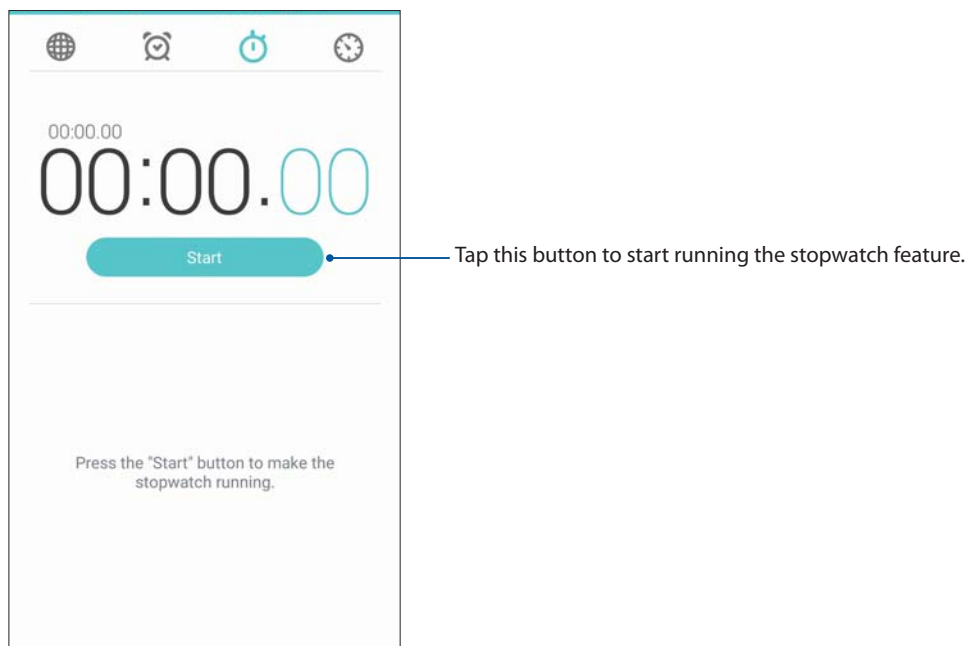 00:00.00
00:00.00
Start
Tap this button to start running the stopwatch feature.
Press the "Start" button to make the
stopwatch running.